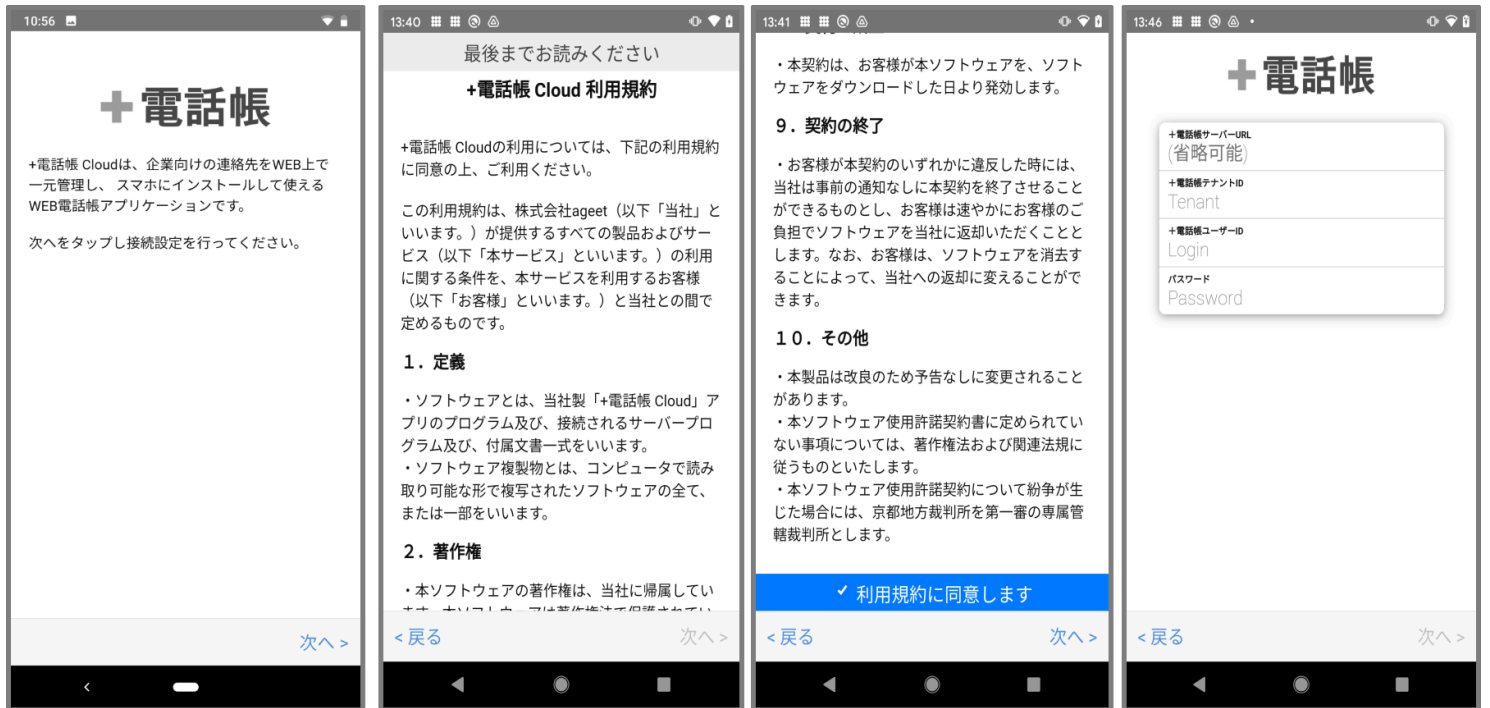 10:56
+電話帳
+電話帳 Cloudは、企業向けの連絡先をWEB上で
一元管理し、 スマホにインストールして使える
WEB電話帳アプリケーションです。
次へをタップし接続設定を行ってください。
次へ >
13:40
最後までお読みください
+電話帳 Cloud 利用規約
+電話帳 Cloudの利用については、下記の利用規約
に同意の上、ご利用ください。
この利用規約は、株式会社ageet（以下「当社」と
いいます。）が提供するすべての製品およびサー
ビス（以下「本サービス」といいます。）の利用
に関する条件を、本サービスを利用するお客様
（以下「お客様」といいます。）と当社との間で
定めるものです。
１．定義
・ソフトウェアとは、当社製「+電話帳 Cloud」ア
プリのプログラム及び、接続されるサーバープロ
グラム及び、付属文書一式をいいます。
・ソフトウェア複製物とは、コンピュータで読み
取り可能な形で複写されたソフトウェアの全て、
または一部をいいます。
２．著作権
・本ソフトウェアの著作権は、当社に帰属してい
< 戻る
次へ >
13:41
・本契約は、お客様が本ソフトウェアを、ソフト
ウェアをダウンロードした日より発効します。
９．契約の終了
・お客様が本契約のいずれかに違反した時には、
当社は事前の通知なしに本契約を終了させること
ができるものとし、お客様は速やかにお客様のご
負担でソフトウェアを当社に返却いただくことと
します。なお、お客様は、ソフトウェアを消去す
ることによって、当社への返却に変えることがで
きます。
１０．その他
・本製品は改良のため予告なしに変更されること
があります。
・本ソフトウェア使用許諾契約書に定められてい
ない事項については、著作権法および関連法規に
従うものといたします。
・本ソフトウェア使用許諾契約について紛争が生
じた場合には、京都地方裁判所を第一審の専属管
轄裁判所とします。
利用規約に同意します
< 戻る
次へ >
13:46
+電話帳
+電話帳サーバーURL
(省略可能)
+電話帳テナントID
Tenant
+電話帳ユーザーID
Login
パスワード
Password
< 戻る
次へ >